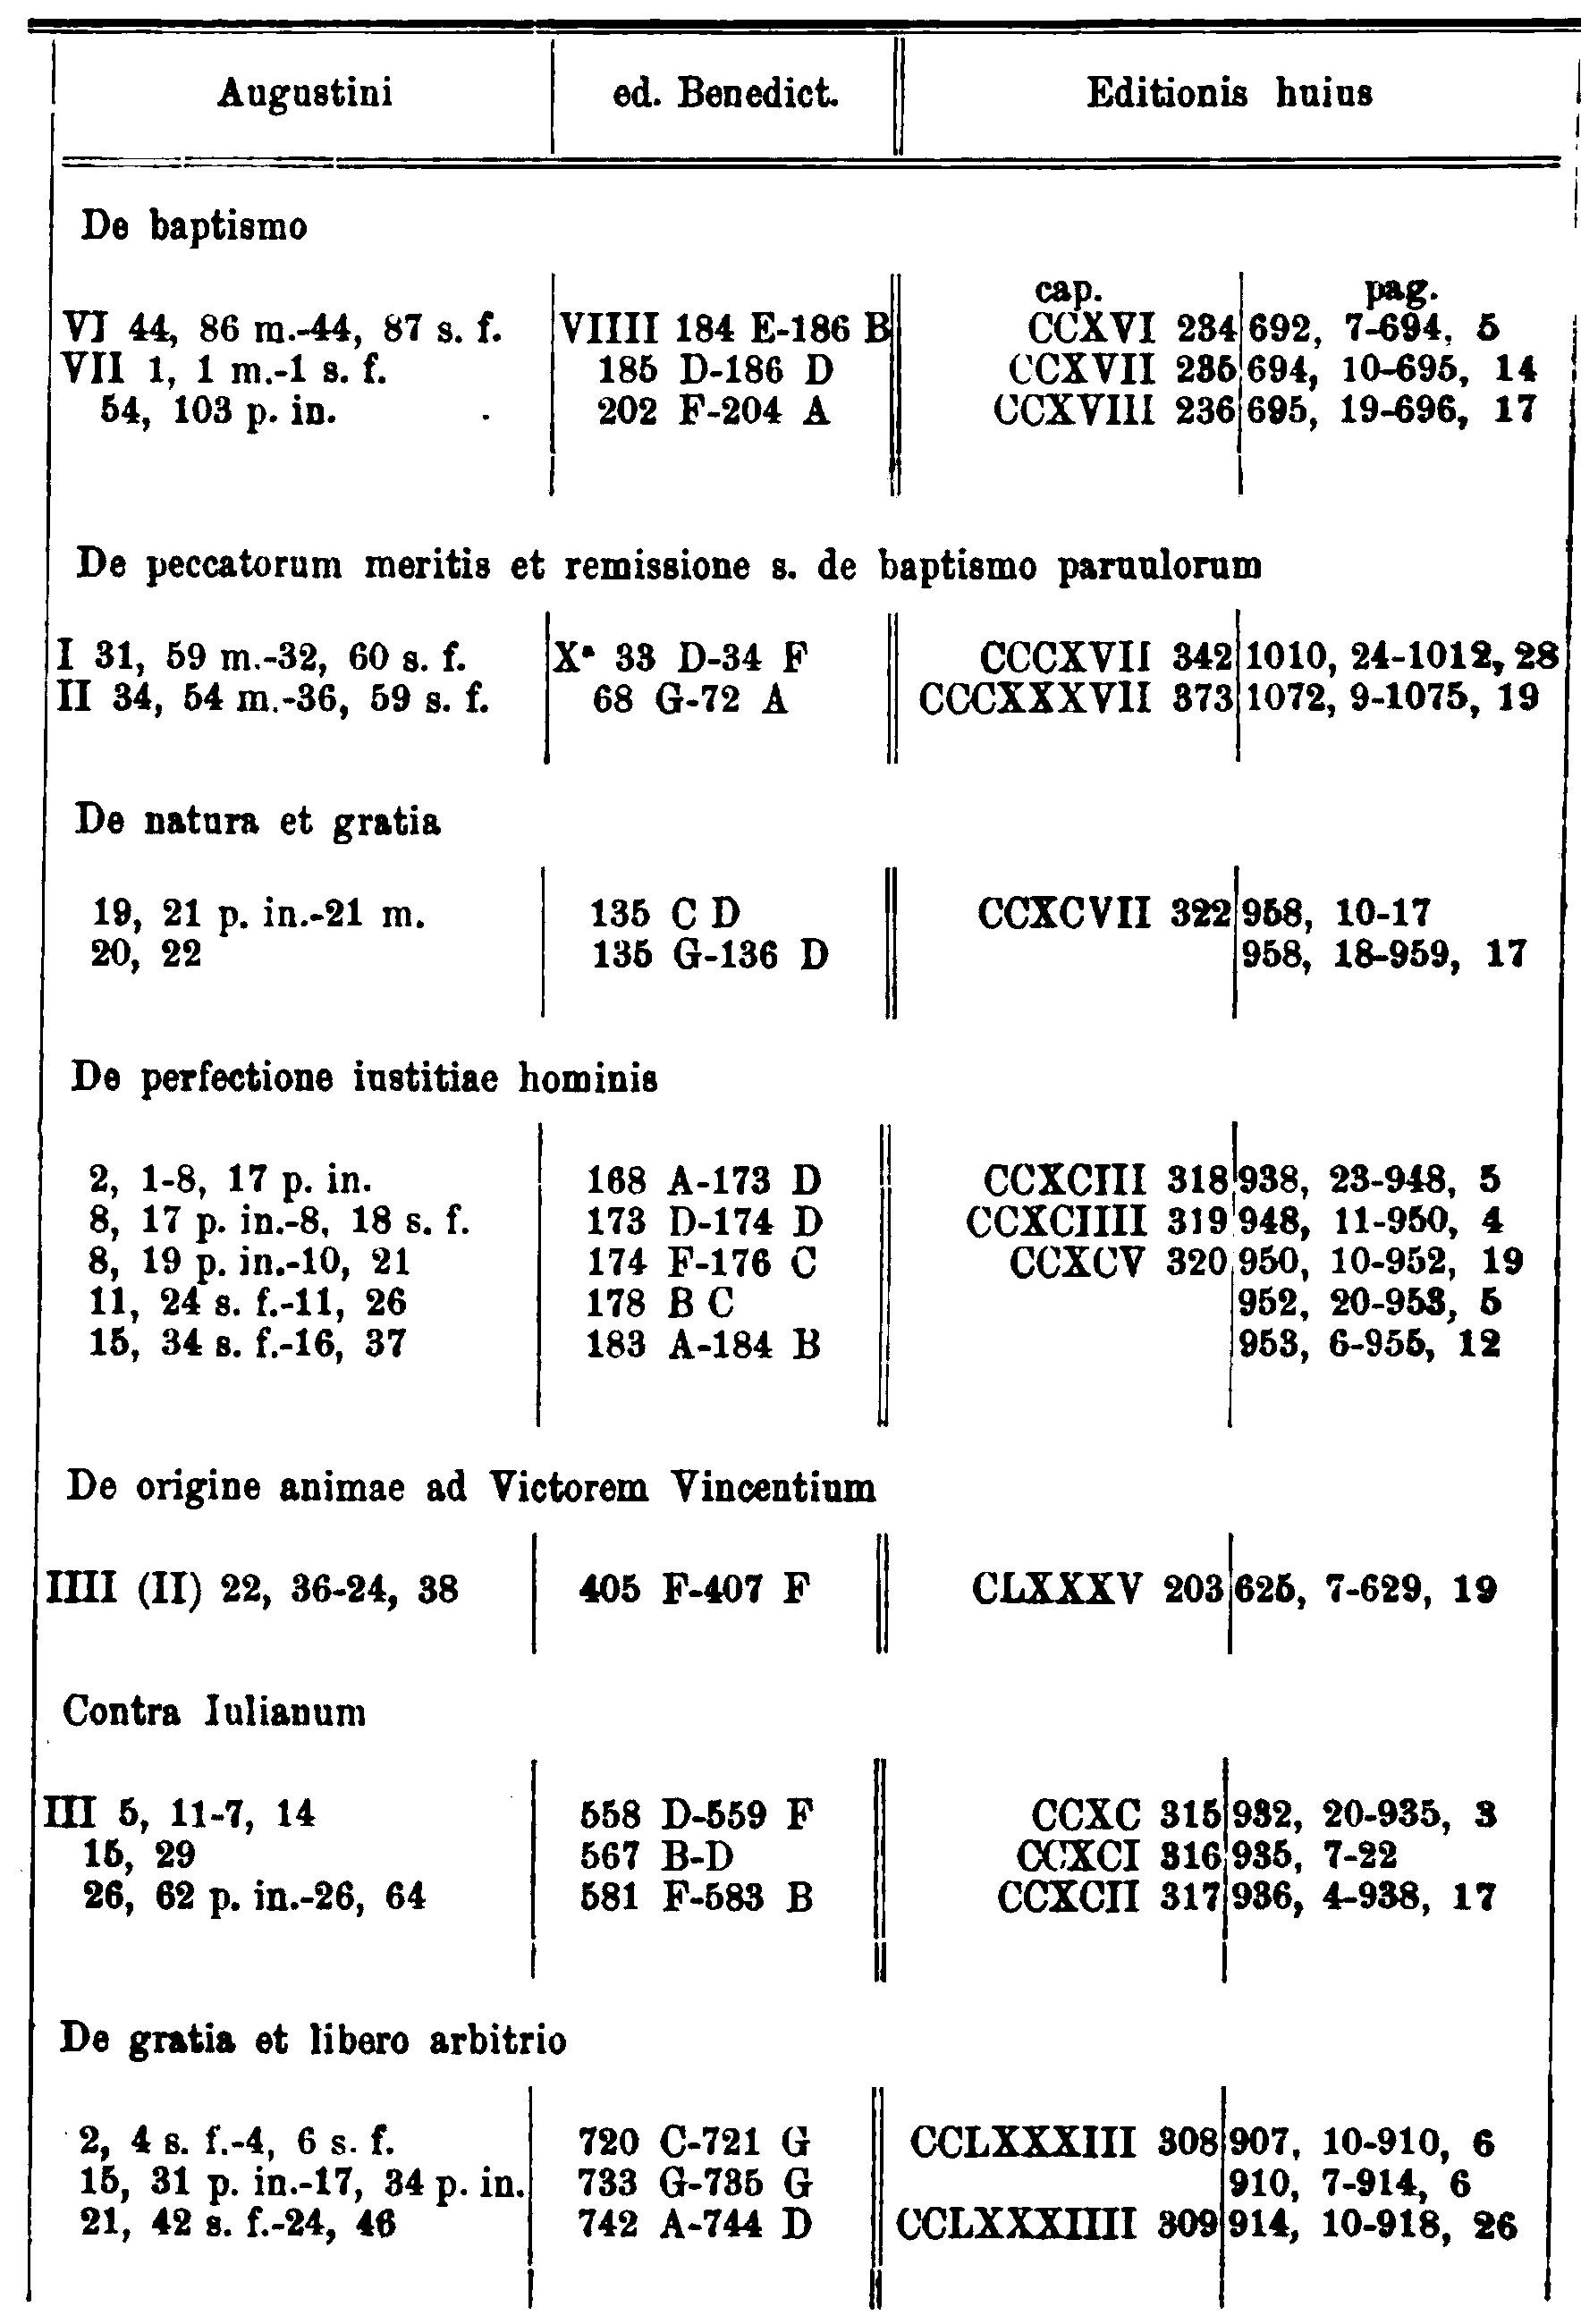 Augustini ed. Benedict. Editionis huius
De baptismo
cap. pag.
VI 44, 86 m.-44, 87 s. f. VIIII 184 E-186 B CCXVI 234 692, 7-694, 5
VII 1, 1 m.-1 s. f. 185 D-186 D CCXVII 235 694, 10-695, 14
54, 103 p. in. 202 F-204 A CCXVIII 236 695, 19-696, 17
De peccatorum meritis et remissione s. de baptismo paruulorum
I 31, 59 m.-32, 60 s. f. Xª 33 D-34 F CCCXVII 342 1010, 24-1012, 28
II 34, 54 m.-36, 59 s. f. 68 G-72 A CCCXXXVII 373 1072, 9-1075, 19
De natura et gratia
19, 21 p. in.-21 m. 135 C D CCXCVII 322 958, 10-17
20, 22 135 G-136 D 958, 18-959, 17
De perfectione iustitiae hominis
2, 1-8, 17 p. in. 168 A-173 D CCXCIII 318 938, 23-948, 5
8, 17 p. in.-8, 18 s. f. 173 D-174 D CCXCIIII 319 948, 11-950, 4
8, 19 p. in.-10, 21 174 F-176 C CCXCV 320 950, 10-952, 19
11, 24 s. f.-11, 26 178 B C 952, 20-953, 5
15, 34 s. f.-16, 37 183 A-184 B 953, 6-955, 12
De origine animae ad Victorem Vincentium
IIII (II) 22, 36-24, 38 405 F-407 F CLXXXV 203 625, 7-629, 19
Contra Iulianum
III 5, 11-7, 14 558 D-559 F CCXC 315 932, 20-935, 3
15, 29 567 B-D CCXCI 316 935, 7-22
26, 62 p. in.-26, 64 581 F-583 B CCXCII 317 936, 4-938, 17
De gratia et libero arbitrio
2, 4 s. f.-4, 6 s. f. 720 C-721 G CCLXXXIII 308 907, 10-910, 6
15, 31 p. in.-17, 34 p. in. 733 G-735 G 910, 7-914, 6
21, 42 s. f.-24, 46 742 A-744 D CCLXXXIIII 309 914, 10-918, 26